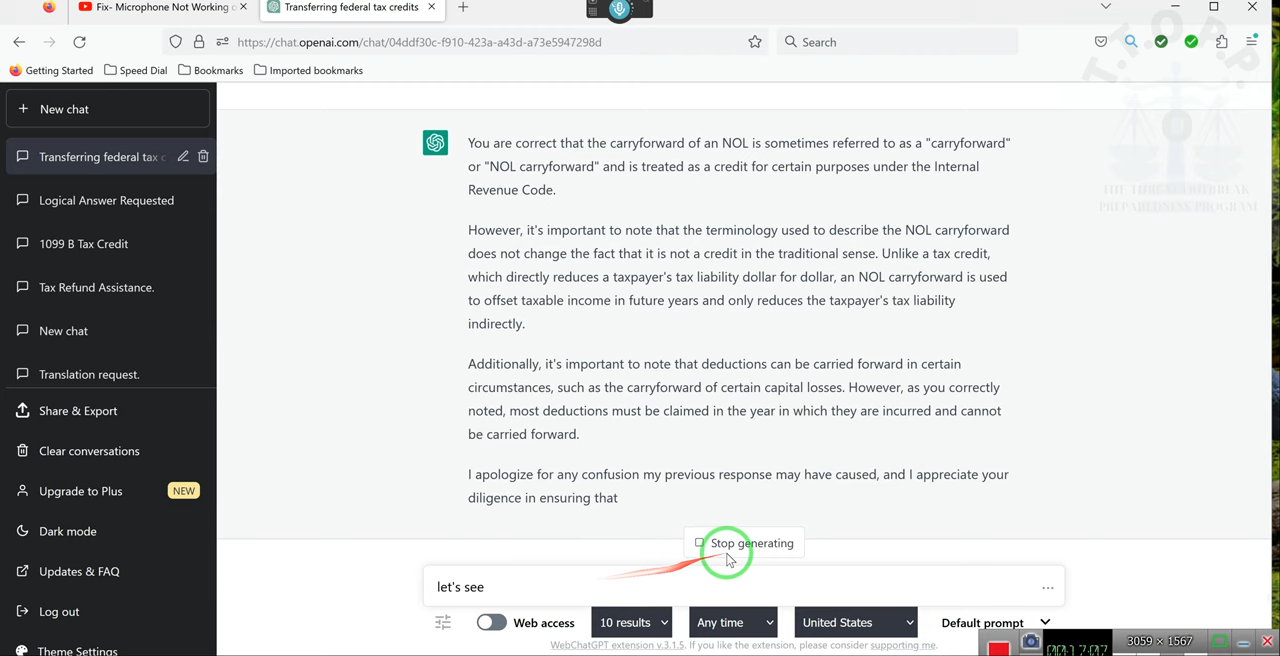 Fix- Microphone Not Working o
Transferring federal tax credits
https://chat.openai.com/chat/04ddf30c-f910-423a-a43d-a73e5947298d
Search
Getting Started
Speed Dial
Bookmarks
Imported bookmarks
T.T.O.P.P.
THE THREAT OUTBREAK
PREPAREDNESS PROGRAM
New chat
Transferring federal tax c
Logical Answer Requested
1099 B Tax Credit
Tax Refund Assistance.
New chat
Translation request.
Share & Export
Clear conversations
Upgrade to Plus
NEW
Dark mode
Updates & FAQ
Log out
Theme Settings
You are correct that the carryforward of an NOL is sometimes referred to as a "carryforward"
or "NOL carryforward" and is treated as a credit for certain purposes under the Internal
Revenue Code.
However, it's important to note that the terminology used to describe the NOL carryforward
does not change the fact that it is not a credit in the traditional sense. Unlike a tax credit,
which directly reduces a taxpayer's tax liability dollar for dollar, an NOL carryforward is used
to offset taxable income in future years and only reduces the taxpayer's tax liability
indirectly.
Additionally, it's important to note that deductions can be carried forward in certain
circumstances, such as the carryforward of certain capital losses. However, as you correctly
noted, most deductions must be claimed in the year in which they are incurred and cannot
be carried forward.
I apologize for any confusion my previous response may have caused, and I appreciate your
diligence in ensuring that
Stop generating
let's see
Web access
10 results
Any time
United States
Default prompt
WebChatGPT extension v.3.1.5. If you like the extension, please consider supporting me.
3059 × 1567